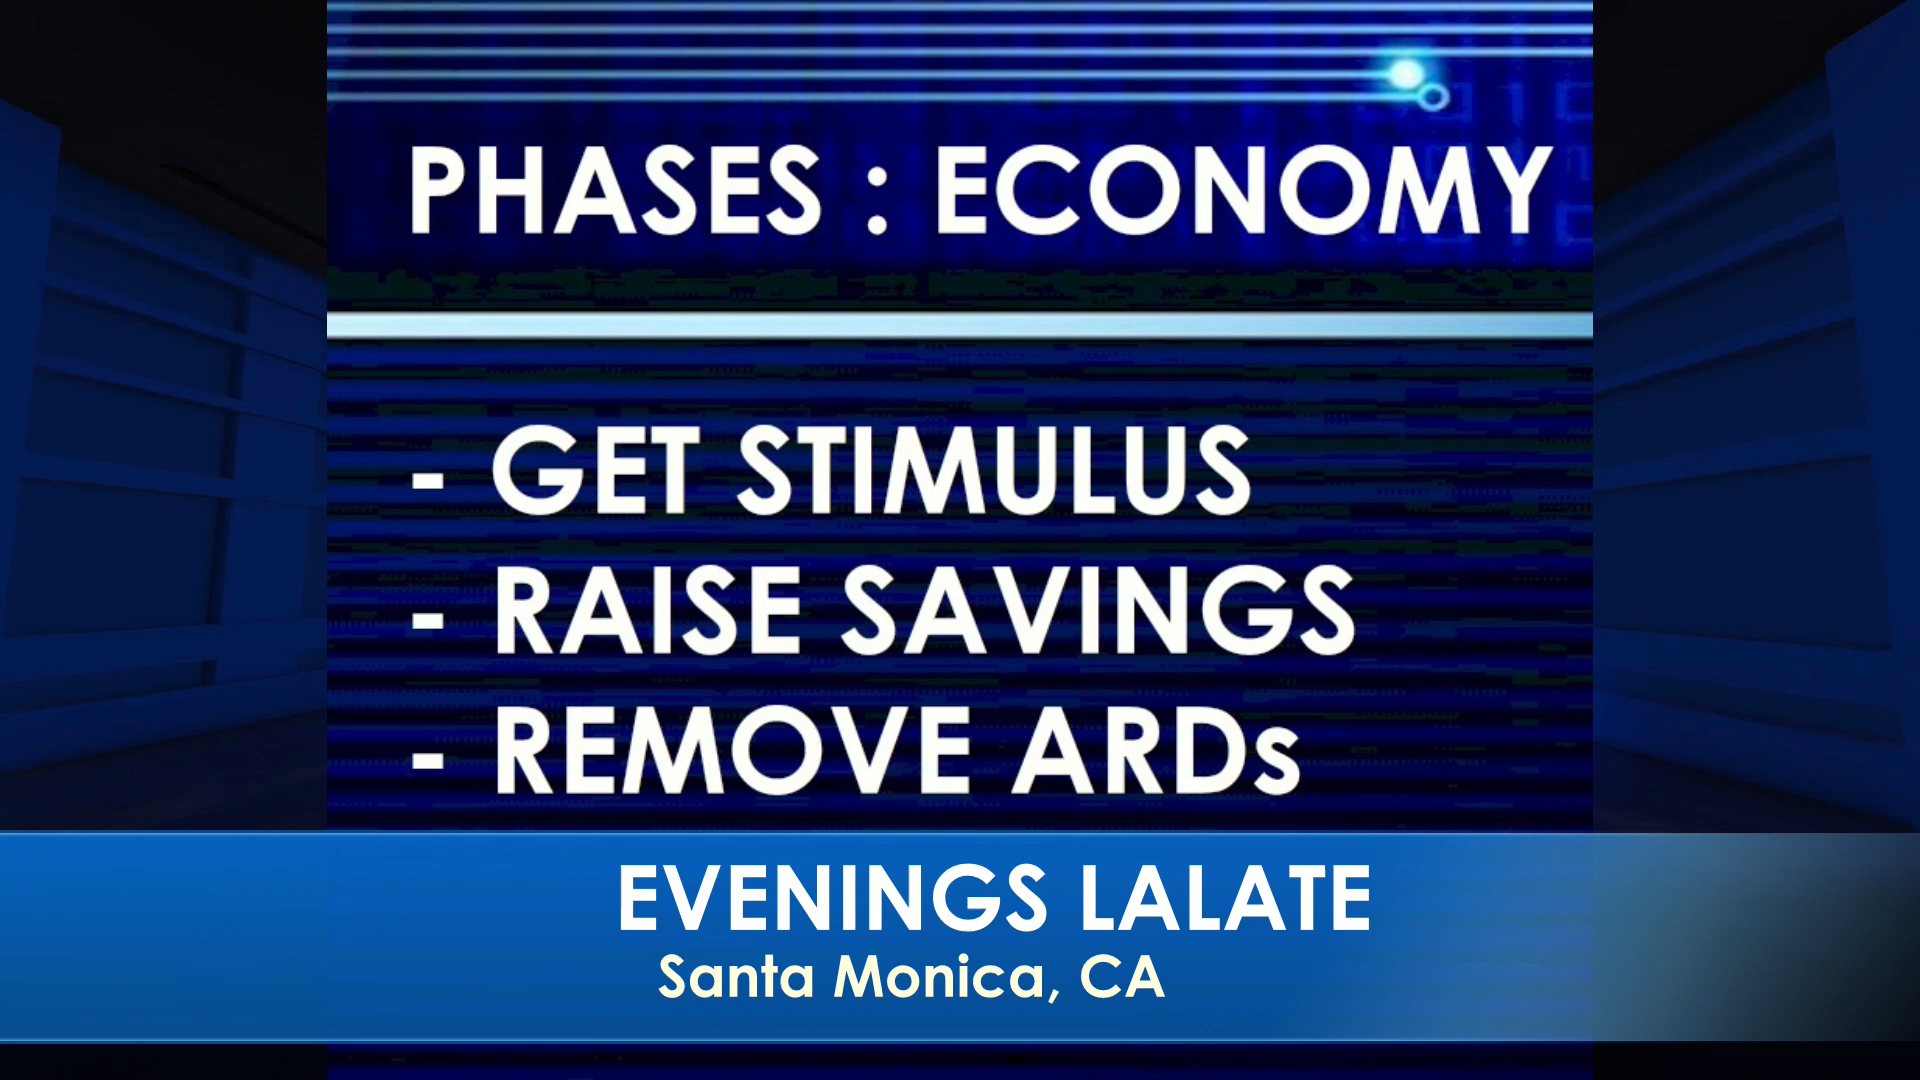 PHASES : ECONOMY
- GET STIMULUS
- RAISE SAVINGS
- REMOVE ARDs
EVENINGS LALATE
Santa Monica, CA